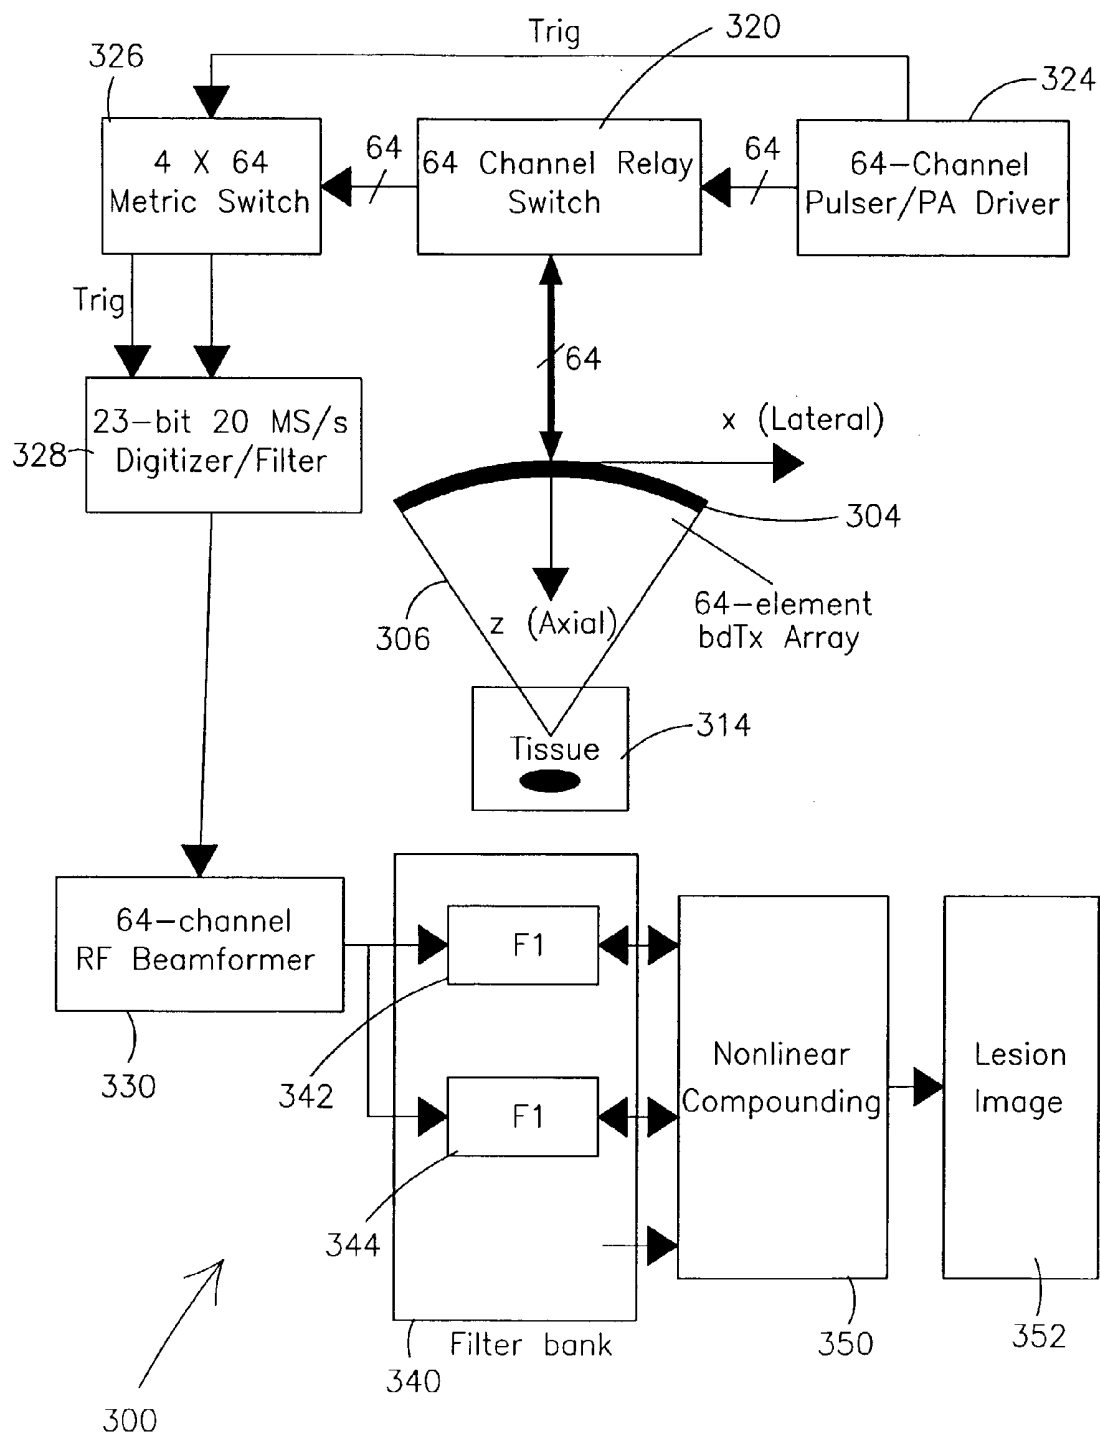 Trig
320
326
324
4 X 64
Metric Switch
64
64 Channel Relay
Switch
64
64-Channel
Pulser/PA Driver
Trig
64
x (Lateral)
23-bit 20 MS/s
Digitizer/Filter
328
304
64-element
bdTx Array
z (Axial)
306
314
Tissue
64-channel
RF Beamformer
F1
330
342
Nonlinear
Compounding
Lesion
Image
F1
344
350
352
Filter bank
340
300